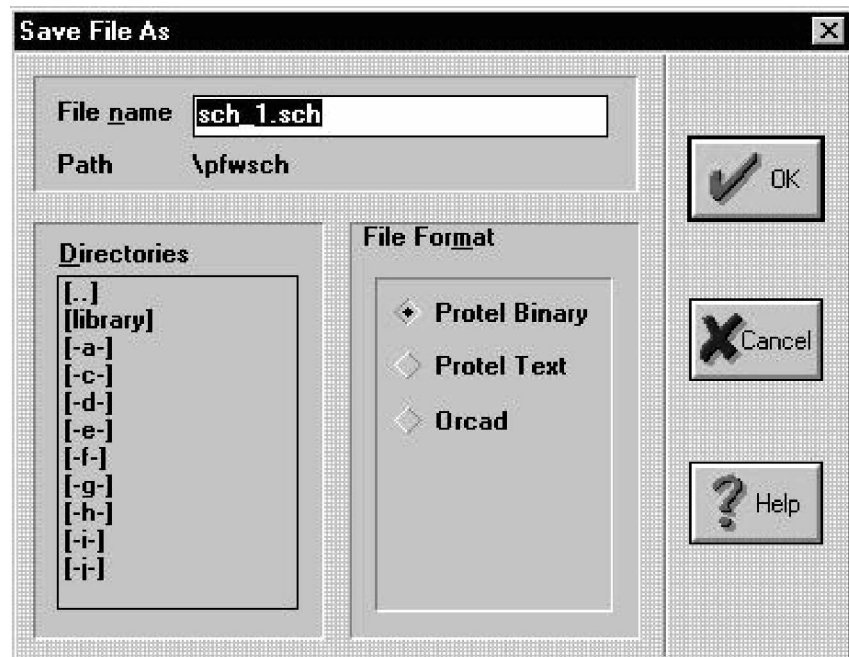 Save File As
File name sch_1.sch
Path \pfwsch
Directories
[..]
[library]
[-a-]
[-c-]
[-d-]
[-e-]
[-f-]
[-g-]
[-h-]
[-i-]
[-j-]
File Format
Protel Binary
Protel Text
Orcad
OK
Cancel
Help